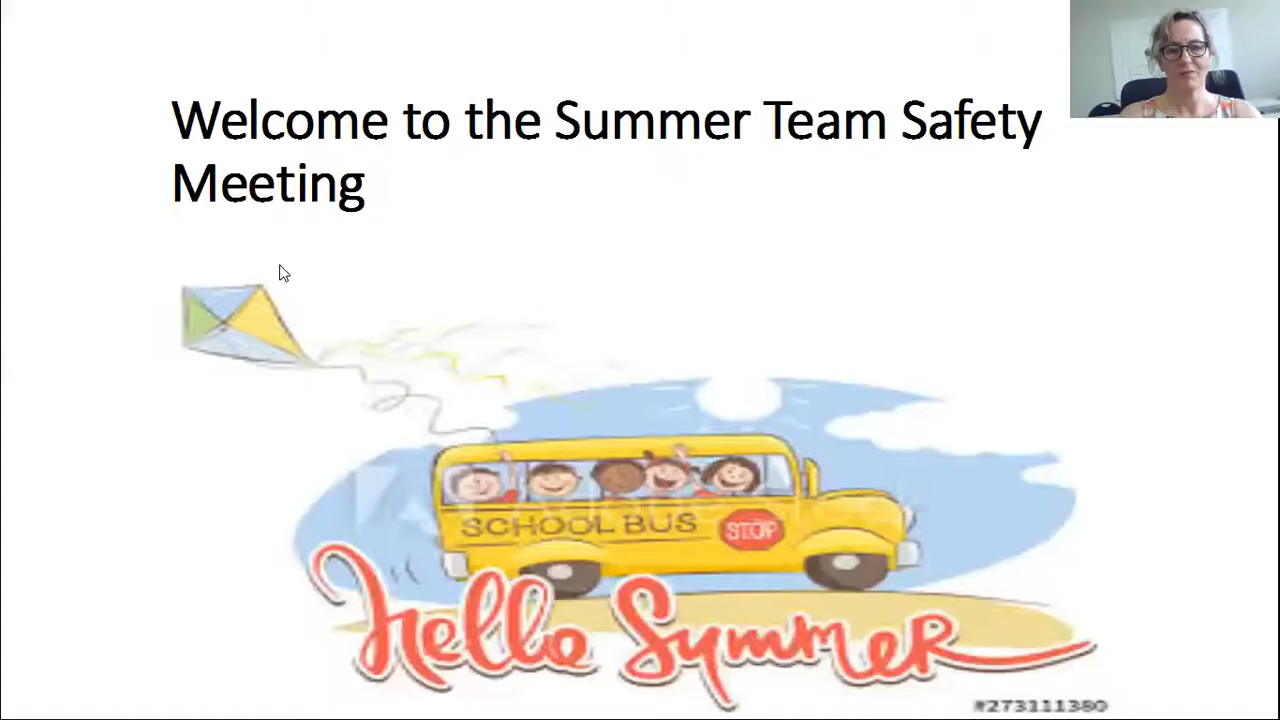 Welcome to the Summer Team Safety
Meeting
SCHOOL BUS
STOP
Hello Summer
#273111380